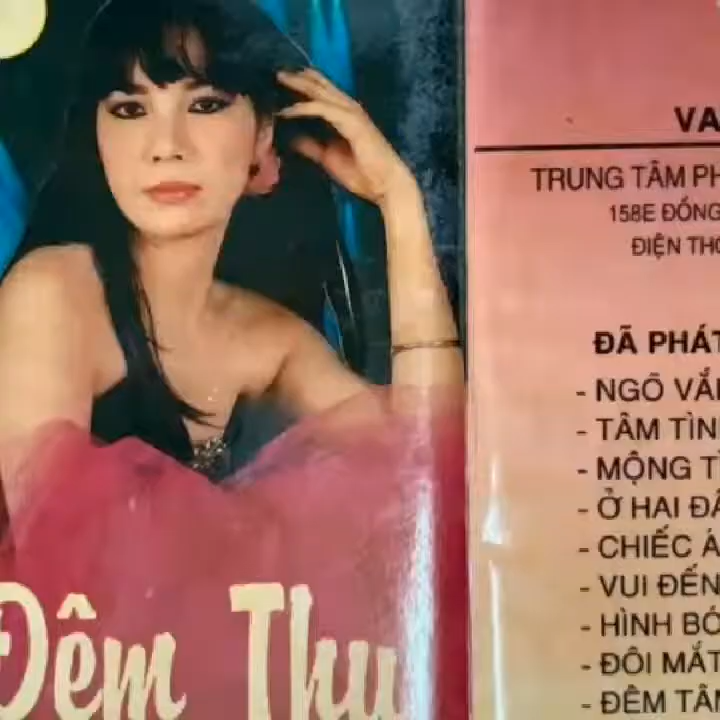 Đêm Thu
VA
TRUNG TÂM PH
158E ĐỒNG
ĐIỆN THO
ĐÃ PHÁT
- NGÕ VẮ
- TÂM TÌN
- MỘNG T
- Ở HAI ĐẦ
- CHIẾC Á
- VUI ĐẾN
- HÌNH BÓ
- ĐÔI MẮT
- ĐÊM TÂ